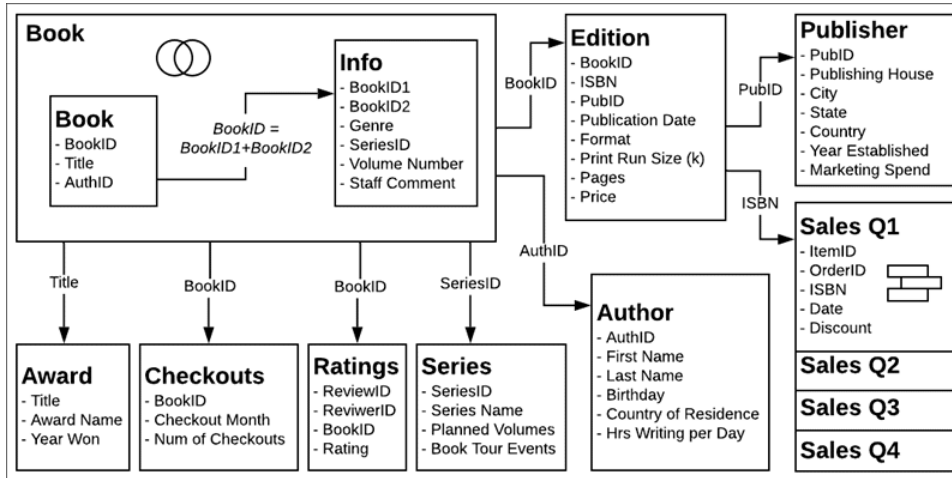 Book
Book
- BookID
- Title
- AuthID
BookID =
BookID1+BookID2
Info
- BookID1
- BookID2
- Genre
- SeriesID
- Volume Number
- Staff Comment
BookID
Edition
- BookID
- ISBN
- PubID
- Publication Date
- Format
- Print Run Size (k)
- Pages
- Price
PubID
Publisher
- PubID
- Publishing House
- City
- State
- Country
- Year Established
- Marketing Spend
ISBN
Sales Q1
- ItemID
- OrderID
- ISBN
- Date
- Discount
Sales Q2
Sales Q3
Sales Q4
AuthID
Author
- AuthID
- First Name
- Last Name
- Birthday
- Country of Residence
- Hrs Writing per Day
Title
Award
- Title
- Award Name
- Year Won
BookID
Checkouts
- BookID
- Checkout Month
- Num of Checkouts
BookID
Ratings
- ReviewID
- ReviwerID
- BookID
- Rating
SeriesID
Series
- SeriesID
- Series Name
- Planned Volumes
- Book Tour Events